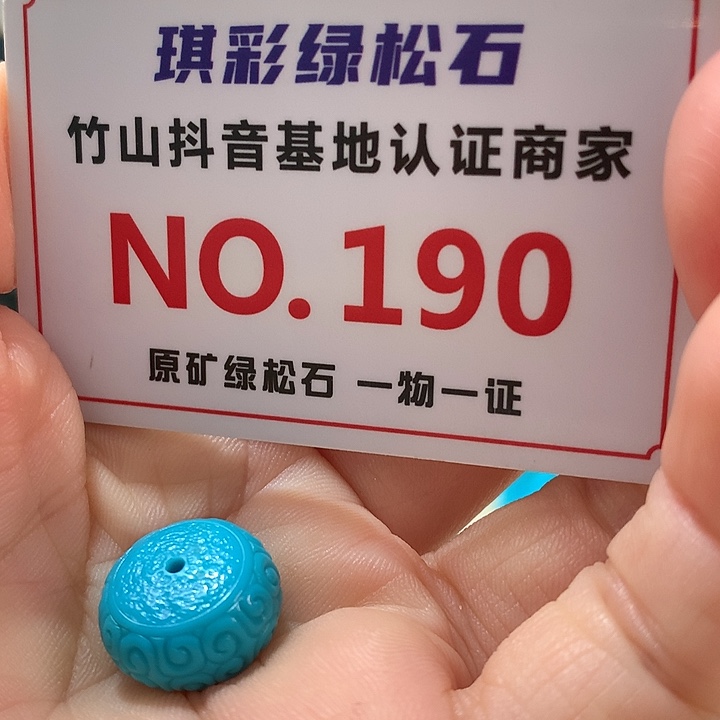 琪彩绿松石
竹山抖音基地认证商家
NO.190
原矿绿松石 一物一证